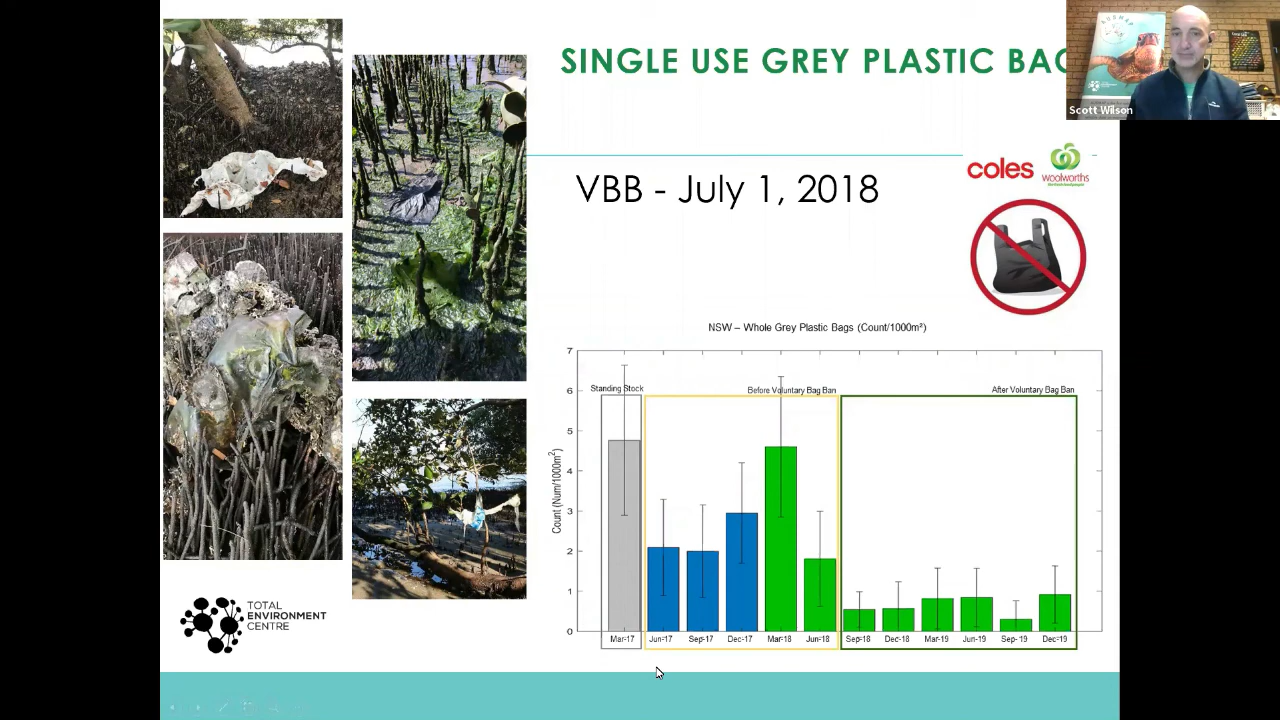 SINGLE USE GREY PLASTIC BAG
Scott Wilson
coles
woolworths
VBB - July 1, 2018
NSW – Whole Grey Plastic Bags (Count/1000m²)
Count (Num/1000m²)
7
6
5
4
3
2
1
0
Standing Stock
Before Voluntary Bag Ban
After Voluntary Bag Ban
Mar-17 Jun-17 Sep-17 Dec-17 Mar-18 Jun-18 Sep-18 Dec-18 Mar-19 Jun-19 Sep-19 Dec-19
TOTAL
ENVIRONMENT
CENTRE